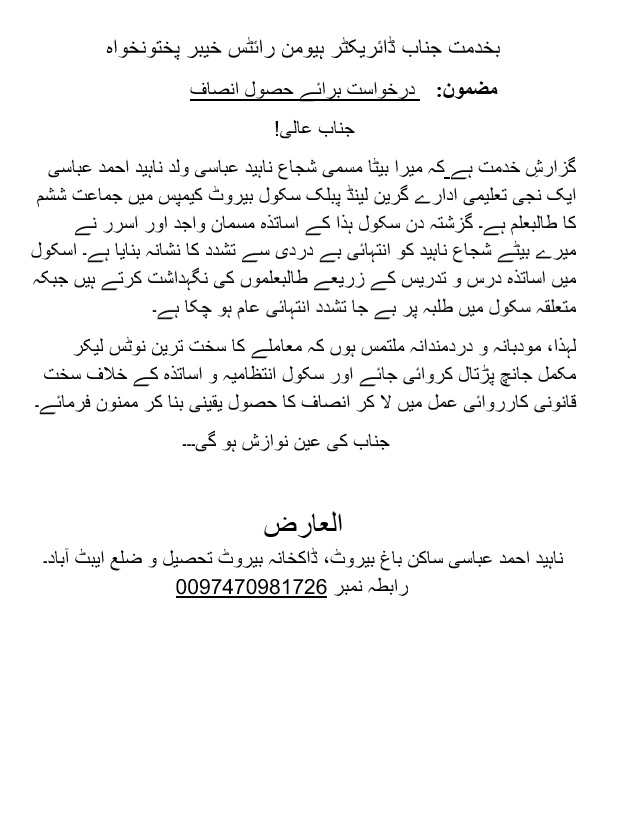 بخدمت جناب ڈائریکٹر ہیومن رائٹس خیبر پختونخواہ
مضمون: درخواست برائے حصول انصاف
جناب عالی!
گزارشِ خدمت ہے کہ میرا بیٹا مسمی شجاع ناہید عباسی ولد ناہید احمد عباسی
ایک نجی تعلیمی ادارے گرین لینڈ پبلک سکول بیروٹ کیمپس میں جماعت ششم
کا طالبعلم ہے۔ گزشتہ دن سکول ہذا کے اساتذہ مسمان واجد اور اسرر نے
میرے بیٹے شجاع ناہید کو انتہائی بے دردی سے تشدد کا نشانہ بنایا ہے۔ اسکول
میں اساتذہ درس و تدریس کے زریعے طالبعلموں کی نگہداشت کرتے ہیں جبکہ
متعلقہ سکول میں طلبہ پر بے جا تشدد انتہائی عام ہو چکا ہے۔
لہذا، مودبانہ و دردمندانہ ملتمس ہوں کہ معاملے کا سخت ترین نوٹس لیکر
مکمل جانچ پڑتال کروائی جائے اور سکول انتظامیہ و اساتذہ کے خلاف سخت
قانونی کارروائی عمل میں لا کر انصاف کا حصول یقینی بنا کر ممنون فرمائے۔
جناب کی عین نوازش ہو گی۔۔۔
العارض
ناہید احمد عباسی ساکن باغ بیروٹ، ڈاکخانہ بیروٹ تحصیل و ضلع ایبٹ آباد۔
رابطہ نمبر 0097470981726